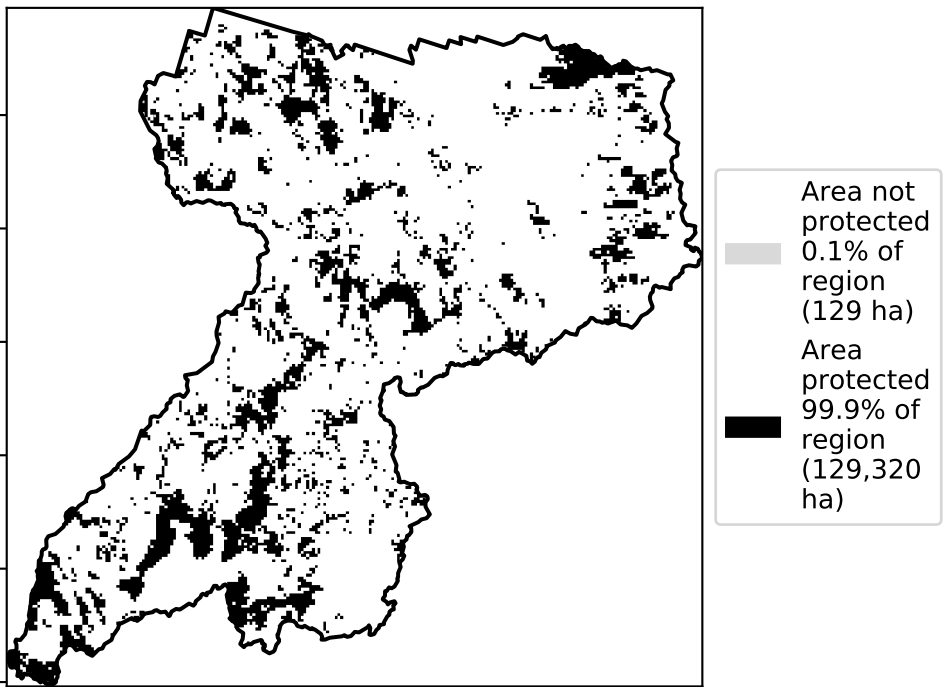 Area not
protected
0.1% of
region
(129 ha)
Area
protected
99.9% of
region
(129,320
ha)